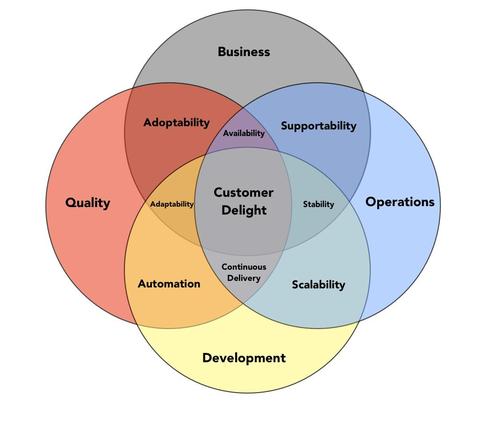 Business
Adoptability
Supportability
Availability
Quality
Adaptability
Customer
Delight
Stability
Operations
Continuous
Delivery
Automation
Scalability
Development